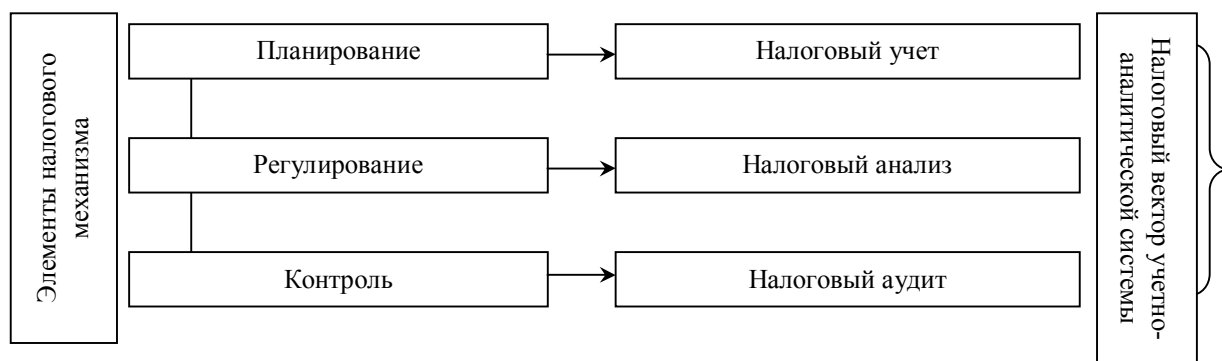 Элементы налогового
механизма
Планирование
Налоговый учет
Регулирование
Налоговый анализ
Контроль
Налоговый аудит
Налоговый вектор учетно-
аналитической системы